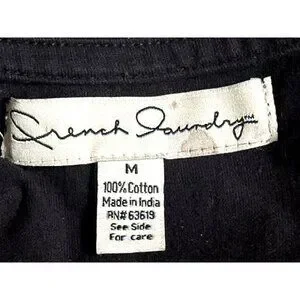 French Laundry™
M
100% Cotton
Made in India
RN# 63619
See Side
For care